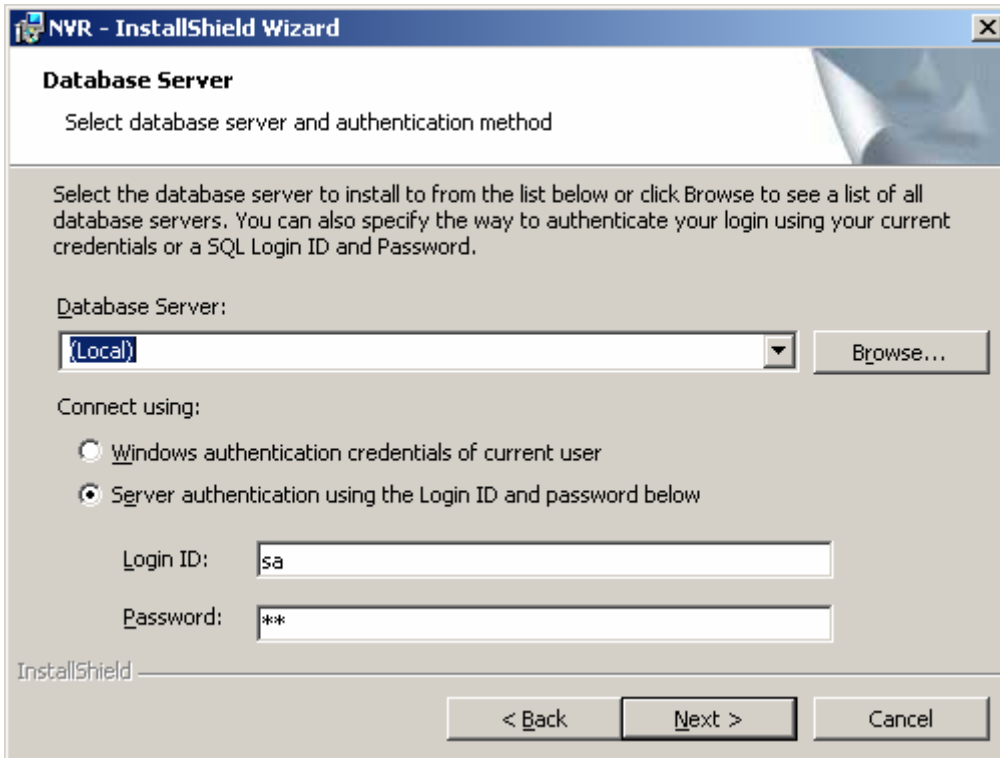 NVR - InstallShield Wizard
Database Server
Select database server and authentication method
Select the database server to install to from the list below or click Browse to see a list of all
database servers. You can also specify the way to authenticate your login using your current
credentials or a SQL Login ID and Password.
Database Server:
(Local)
Browse...
Connect using:
Windows authentication credentials of current user
Server authentication using the Login ID and password below
Login ID:
sa
Password:
**
InstallShield
< Back
Next >
Cancel